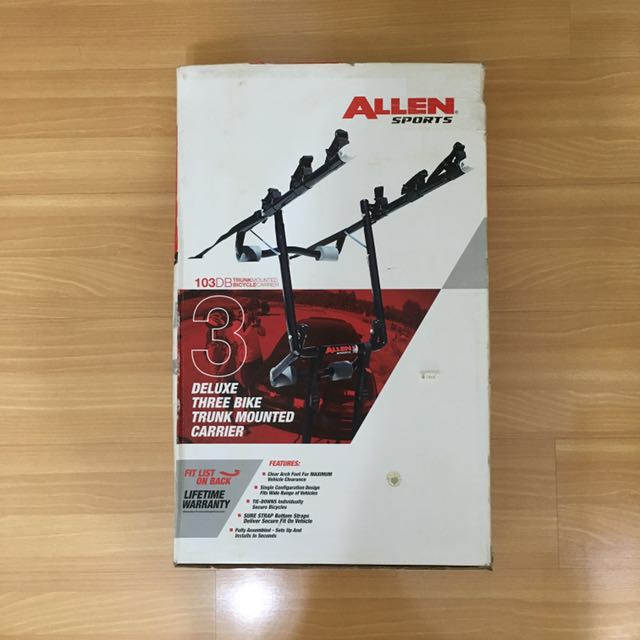 ALLEN®
SPORTS
103DB TRUNK MOUNTED
BICYCLE CARRIER
ALLEN
SPORTS
3
DELUXE
THREE BIKE
TRUNK MOUNTED
CARRIER
FIT LIST
ON BACK
LIFETIME
WARRANTY
FEATURES:
• Clear Arch Feet For MAXIMUM
Vehicle Clearance
• Single Configuration Design
Fits Wide Range of Vehicles
• TIE-DOWNS Individually
Secure Bicycles
• SURE STRAP Bottom Straps
Deliver Secure Fit On Vehicle
• Fully Assembled - Sets Up And
Installs In Seconds